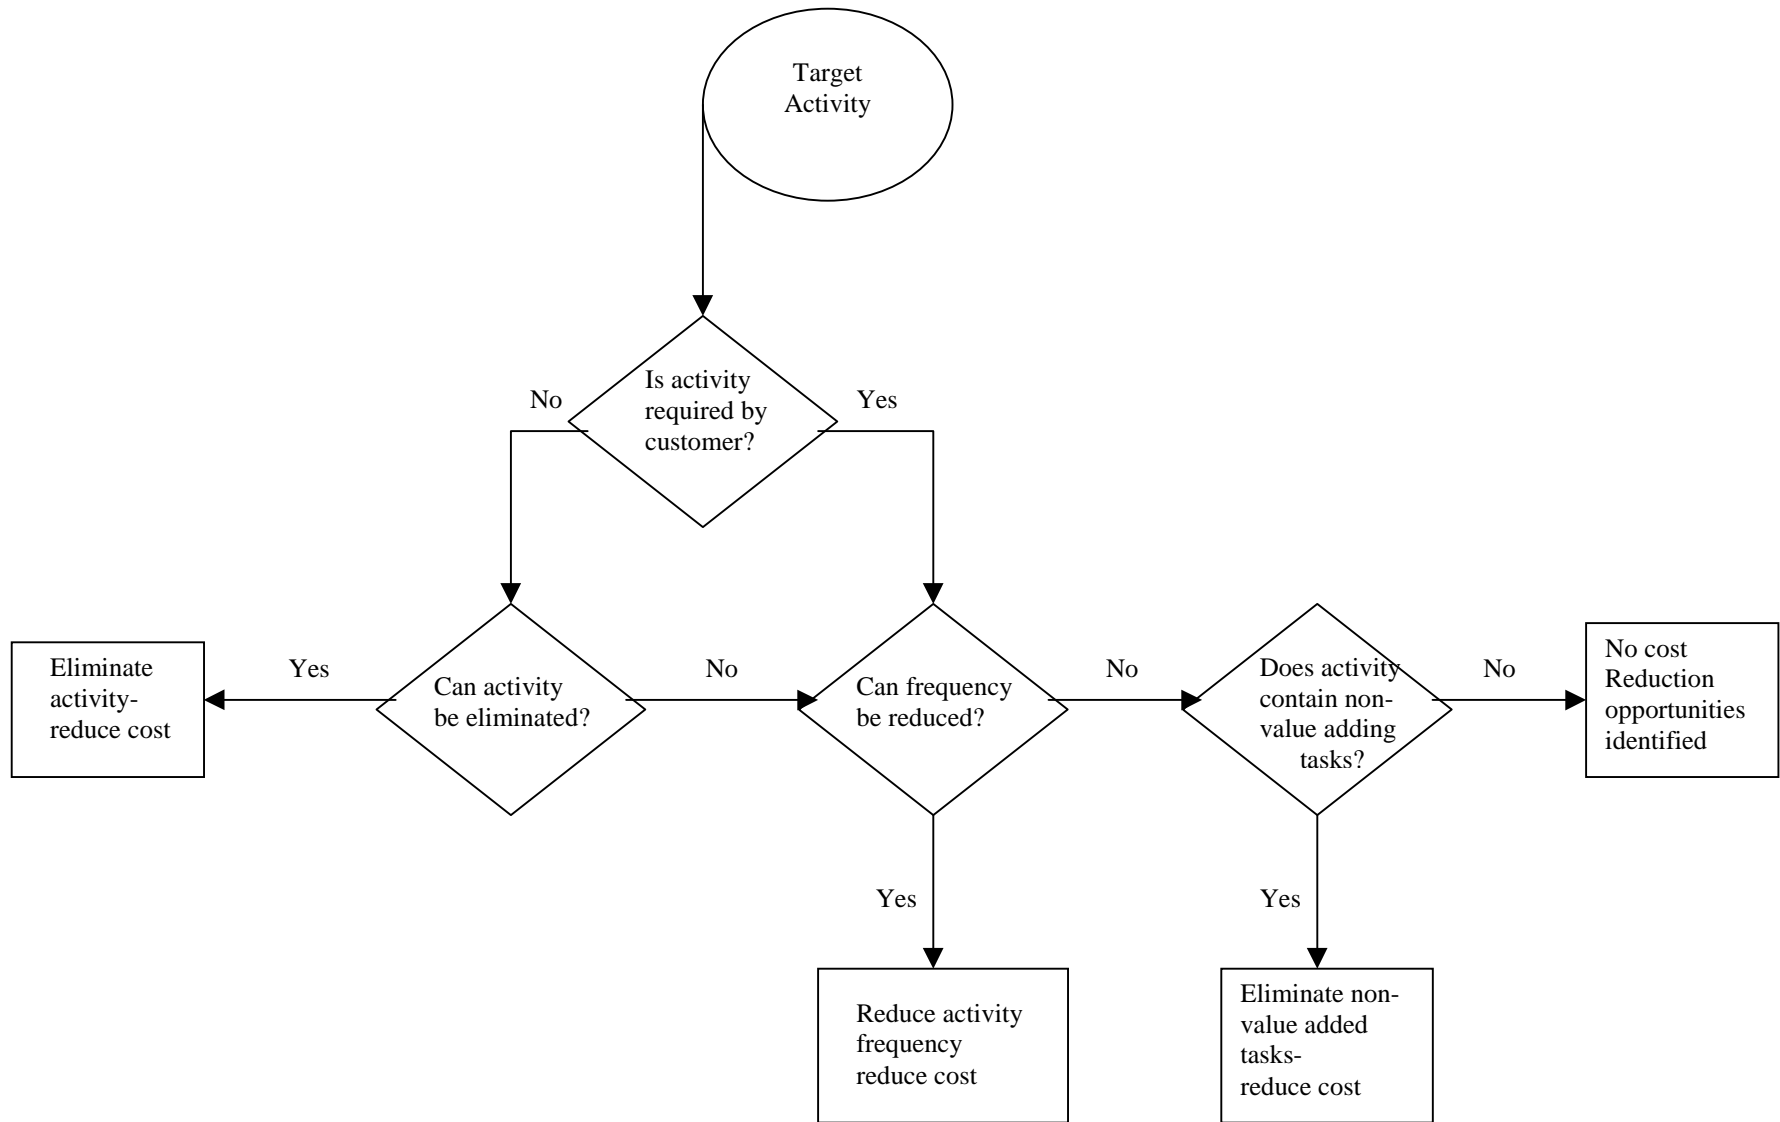 Target
Activity
Is activity
required by
customer?
No
Yes
Eliminate
activity-
reduce cost
Yes
Can activity
be eliminated?
No
Can frequency
be reduced?
No
Does activity
contain non-
value adding
tasks?
No
No cost
Reduction
opportunities
identified
Yes
Yes
Reduce activity
frequency
reduce cost
Eliminate non-
value added
tasks-
reduce cost